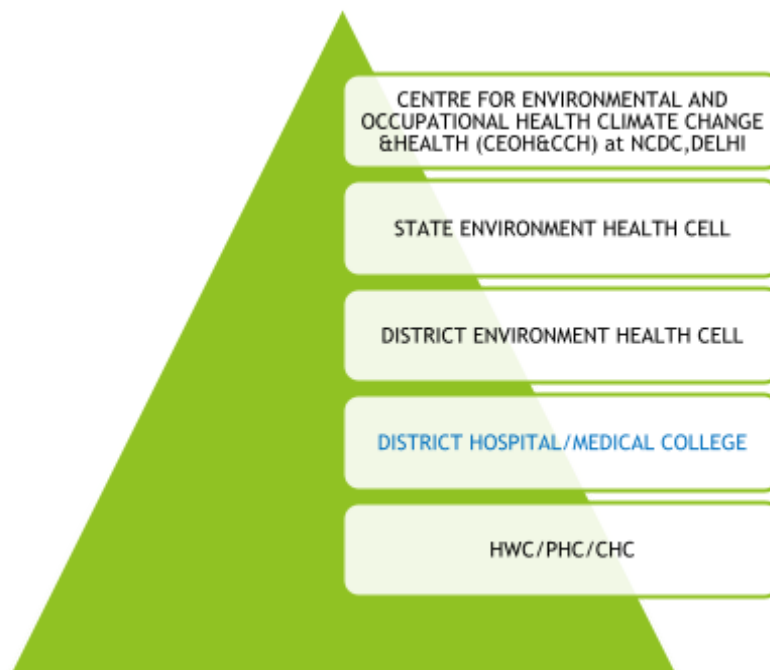 CENTRE FOR ENVIRONMENTAL AND
OCCUPATIONAL HEALTH CLIMATE CHANGE
&HEALTH (CEOH&CCH) at NCDC,DELHI
STATE ENVIRONMENT HEALTH CELL
DISTRICT ENVIRONMENT HEALTH CELL
DISTRICT HOSPITAL/MEDICAL COLLEGE
HWC/PHC/CHC